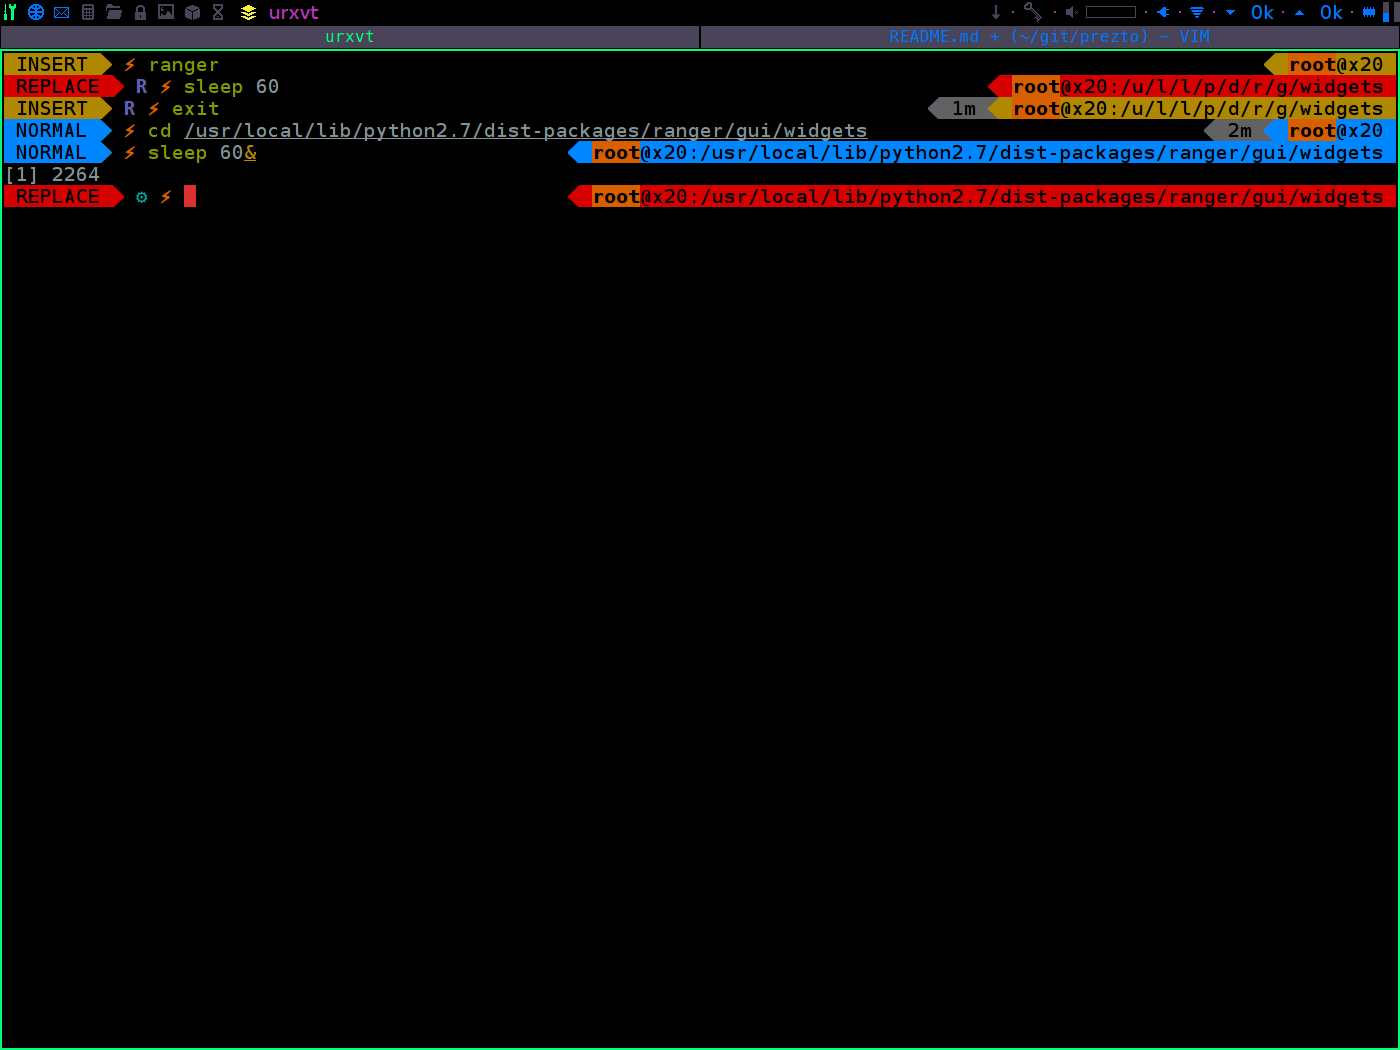 urxvt 0k 0k
urxvt README.md + (~/git/prezto) - VIM
INSERT ⚡ ranger root@x20
REPLACE R ⚡ sleep 60 root@x20:/u/l/l/p/d/r/g/widgets
INSERT R ⚡ exit 1m root@x20:/u/l/l/p/d/r/g/widgets
NORMAL ⚡ cd /usr/local/lib/python2.7/dist-packages/ranger/gui/widgets 2m root@x20
NORMAL ⚡ sleep 60& root@x20:/usr/local/lib/python2.7/dist-packages/ranger/gui/widgets
[1] 2264
REPLACE ⚙ ⚡ root@x20:/usr/local/lib/python2.7/dist-packages/ranger/gui/widgets